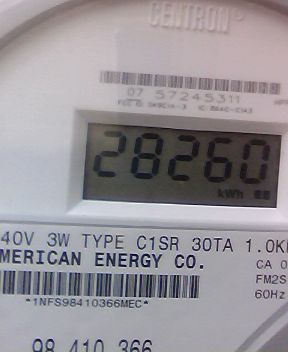 CENTRON
07 57245311
28260
kWh
40V 3W TYPE C1SR 30TA 1.0K
MERICAN ENERGY CO.
CA 0
FM2S
60Hz
*1NFS98410366MEC*
98 410 366